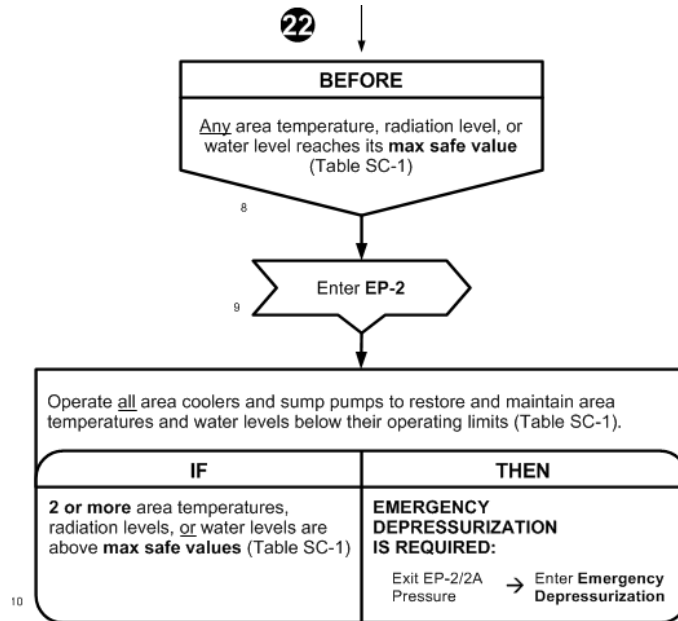 22
BEFORE
Any area temperature, radiation level, or
water level reaches its max safe value
(Table SC-1)
8
Enter EP-2
9
Operate all area coolers and sump pumps to restore and maintain area
temperatures and water levels below their operating limits (Table SC-1).
IF
THEN
2 or more area temperatures,
radiation levels, or water levels are
above max safe values (Table SC-1)
EMERGENCY
DEPRESSURIZATION
IS REQUIRED:
Exit EP-2/2A
Pressure
→ Enter Emergency
Depressurization
10